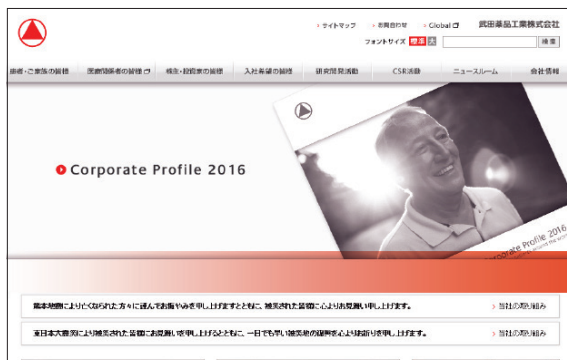 サイトマップ お問合わせ Global 武田薬品工業株式会社
フォントサイズ 標準 大 検索
患者・ご家族の皆様 医療関係者の皆様 株主・投資家の皆様 入社希望の皆様 研究開発活動 CSR活動 ニュースルーム 会社情報
Corporate Profile 2016
Corporate Profile 2016
熊本地震により亡くなられた方々に謹んでお悔やみを申し上げますとともに、被災された皆様に心よりお見舞い申し上げます。 当社の取り組み
東日本大震災により被災された皆様にお見舞いを申し上げるとともに、一日でも早い被災地の復興を心よりお祈りを申し上げます。 当社の取り組み